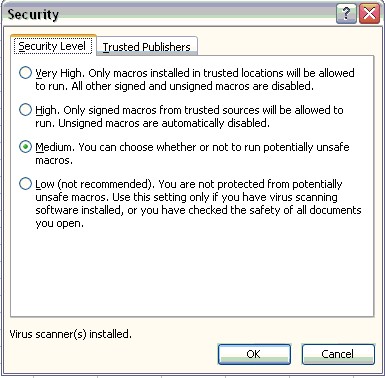 Security
?
Security Level
Trusted Publishers
Very High. Only macros installed in trusted locations will be allowed
to run. All other signed and unsigned macros are disabled.
High. Only signed macros from trusted sources will be allowed to
run. Unsigned macros are automatically disabled.
Medium. You can choose whether or not to run potentially unsafe
macros.
Low (not recommended). You are not protected from potentially
unsafe macros. Use this setting only if you have virus scanning
software installed, or you have checked the safety of all documents
you open.
Virus scanner(s) installed.
OK
Cancel